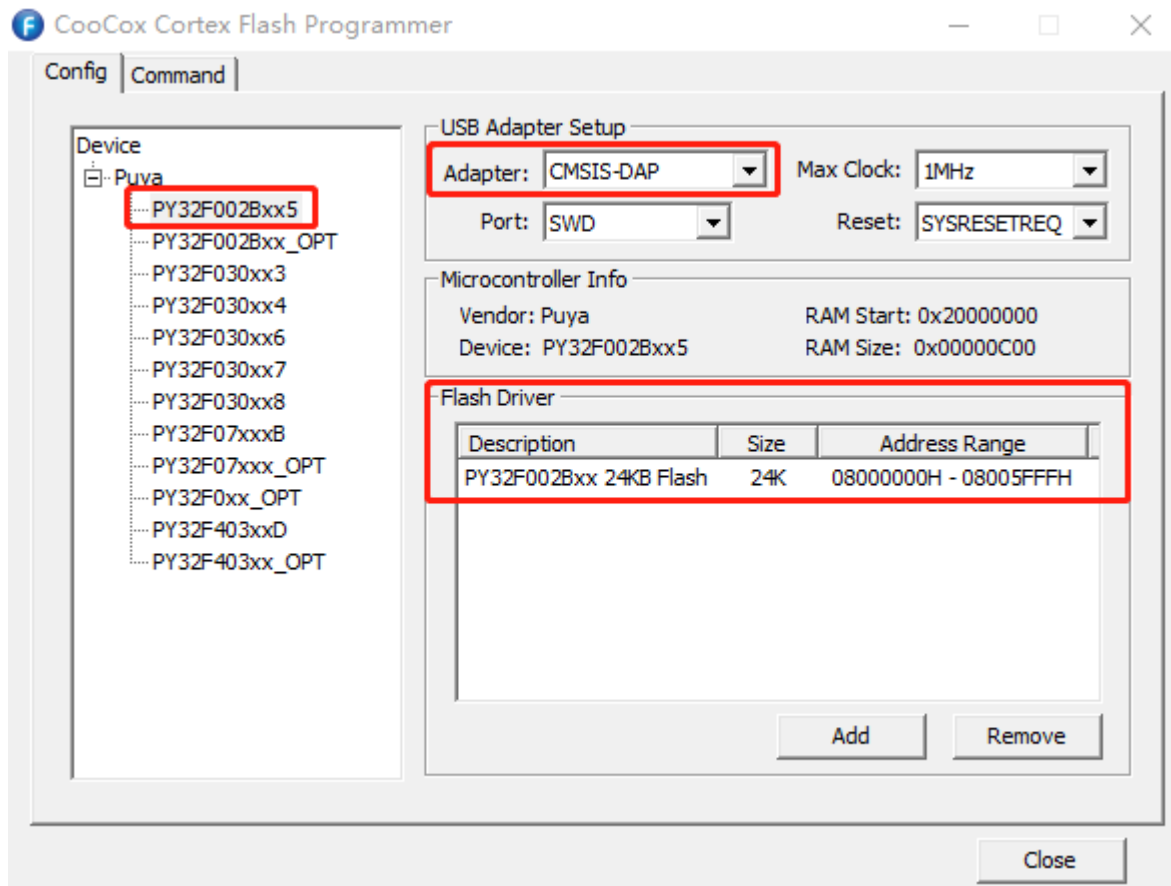 CooCox Cortex Flash Programmer
Config Command
Device
Puya
PY32F002Bxx5
PY32F002Bxx_OPT
PY32F030xx3
PY32F030xx4
PY32F030xx6
PY32F030xx7
PY32F030xx8
PY32F07xxxB
PY32F07xxx_OPT
PY32F0xx_OPT
PY32F403xxD
PY32F403xx_OPT
USB Adapter Setup
Adapter: CMSIS-DAP Max Clock: 1MHz
Port: SWD Reset: SYSRESETREQ
Microcontroller Info
Vendor: Puya RAM Start: 0x20000000
Device: PY32F002Bxx5 RAM Size: 0x00000C00
Flash Driver
Description Size Address Range
PY32F002Bxx 24KB Flash 24K 08000000H - 08005FFFH
Add Remove
Close